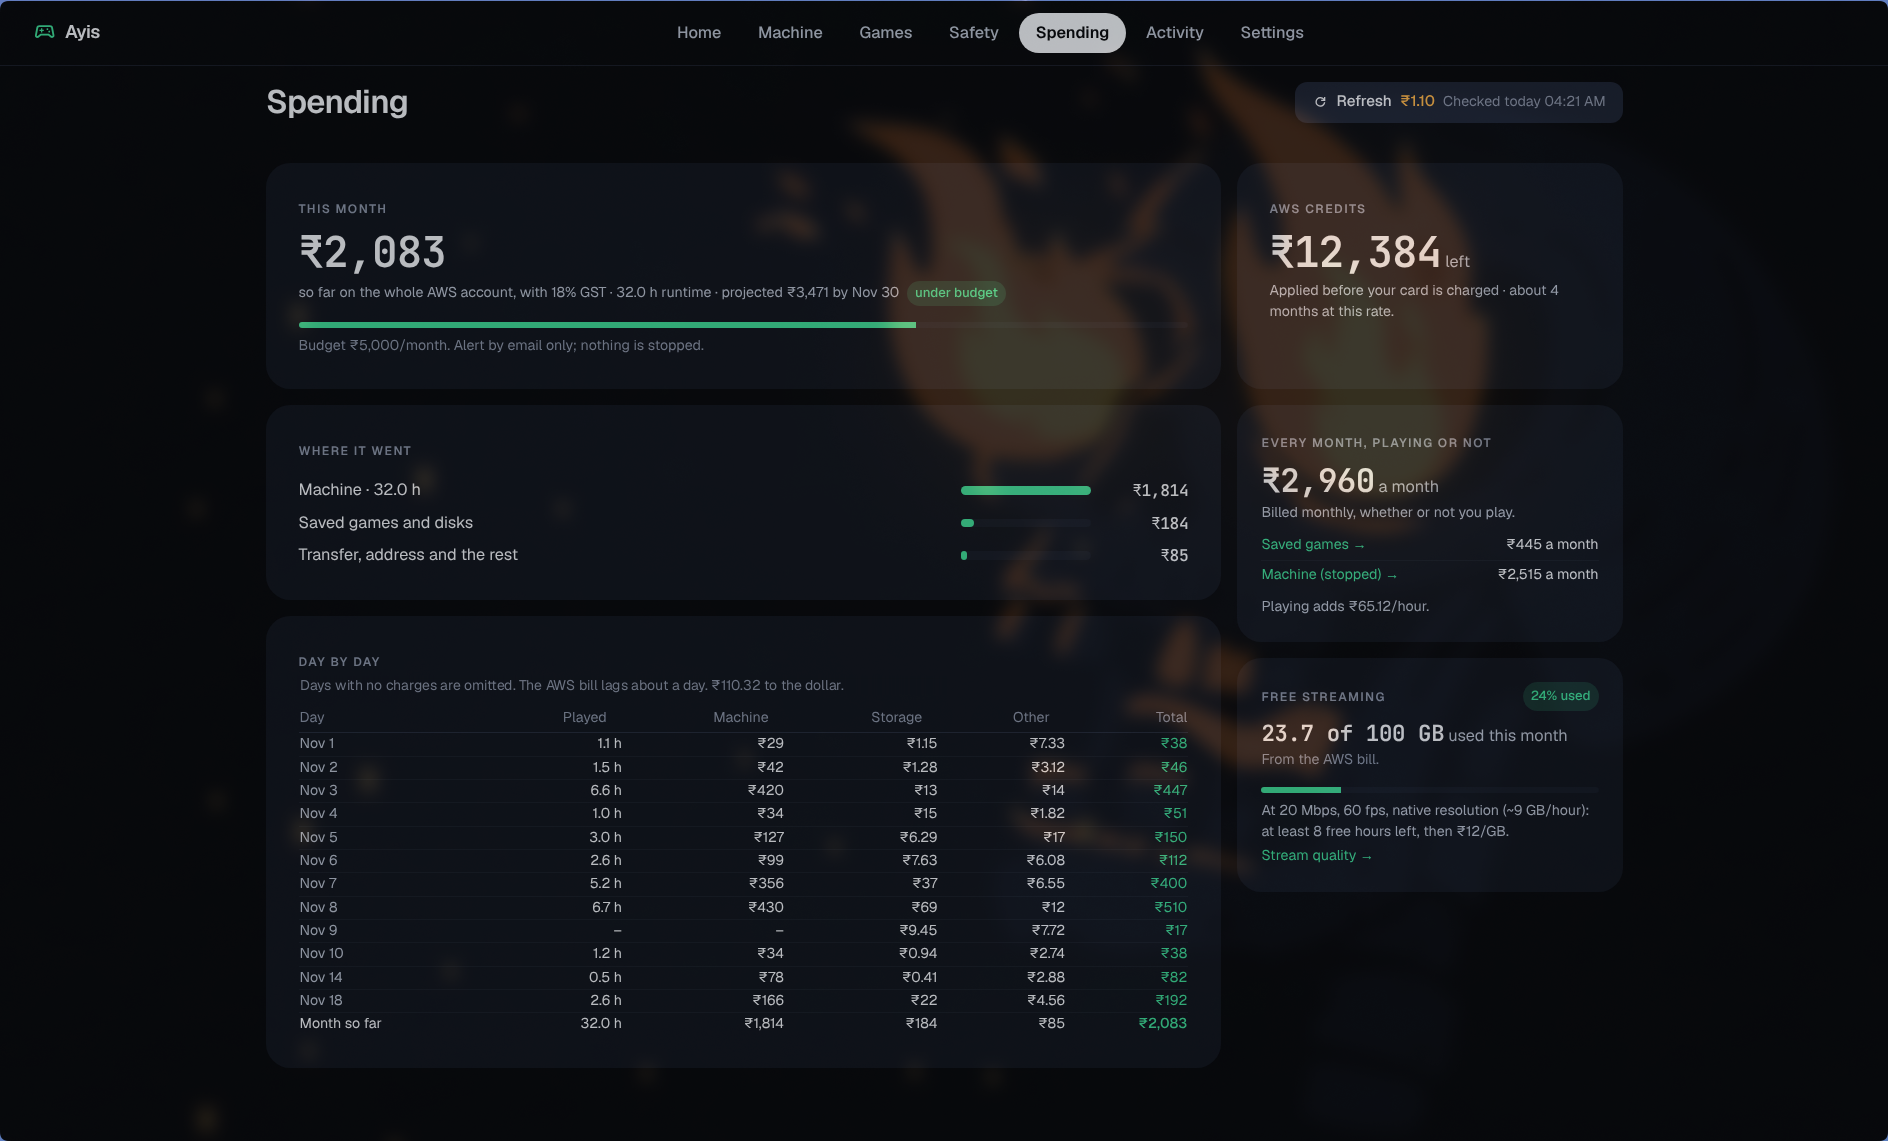 Ayis
Home Machine Games Safety Spending Activity Settings
Spending
Refresh ₹1.10 Checked today 04:21 AM
THIS MONTH
₹2,083
so far on the whole AWS account, with 18% GST · 32.0 h runtime · projected ₹3,471 by Nov 30 under budget
Budget ₹5,000/month. Alert by email only; nothing is stopped.
AWS CREDITS
₹12,384 left
Applied before your card is charged · about 4
months at this rate.
WHERE IT WENT
Machine · 32.0 h ₹1,814
Saved games and disks ₹184
Transfer, address and the rest ₹85
EVERY MONTH, PLAYING OR NOT
₹2,960 a month
Billed monthly, whether or not you play.
Saved games → ₹445 a month
Machine (stopped) → ₹2,515 a month
Playing adds ₹65.12/hour.
DAY BY DAY
Days with no charges are omitted. The AWS bill lags about a day. ₹110.32 to the dollar.
Day Played Machine Storage Other Total
Nov 1 1.1 h ₹29 ₹1.15 ₹7.33 ₹38
Nov 2 1.5 h ₹42 ₹1.28 ₹3.12 ₹46
Nov 3 6.6 h ₹420 ₹13 ₹14 ₹447
Nov 4 1.0 h ₹34 ₹15 ₹1.82 ₹51
Nov 5 3.0 h ₹127 ₹6.29 ₹17 ₹150
Nov 6 2.6 h ₹99 ₹7.63 ₹6.08 ₹112
Nov 7 5.2 h ₹356 ₹37 ₹6.55 ₹400
Nov 8 6.7 h ₹430 ₹69 ₹12 ₹510
Nov 9 – – ₹9.45 ₹7.72 ₹17
Nov 10 1.2 h ₹34 ₹0.94 ₹2.74 ₹38
Nov 14 0.5 h ₹78 ₹0.41 ₹2.88 ₹82
Nov 18 2.6 h ₹166 ₹22 ₹4.56 ₹192
Month so far 32.0 h ₹1,814 ₹184 ₹85 ₹2,083
FREE STREAMING 24% used
23.7 of 100 GB used this month
From the AWS bill.
At 20 Mbps, 60 fps, native resolution (~9 GB/hour):
at least 8 free hours left, then ₹12/GB.
Stream quality →